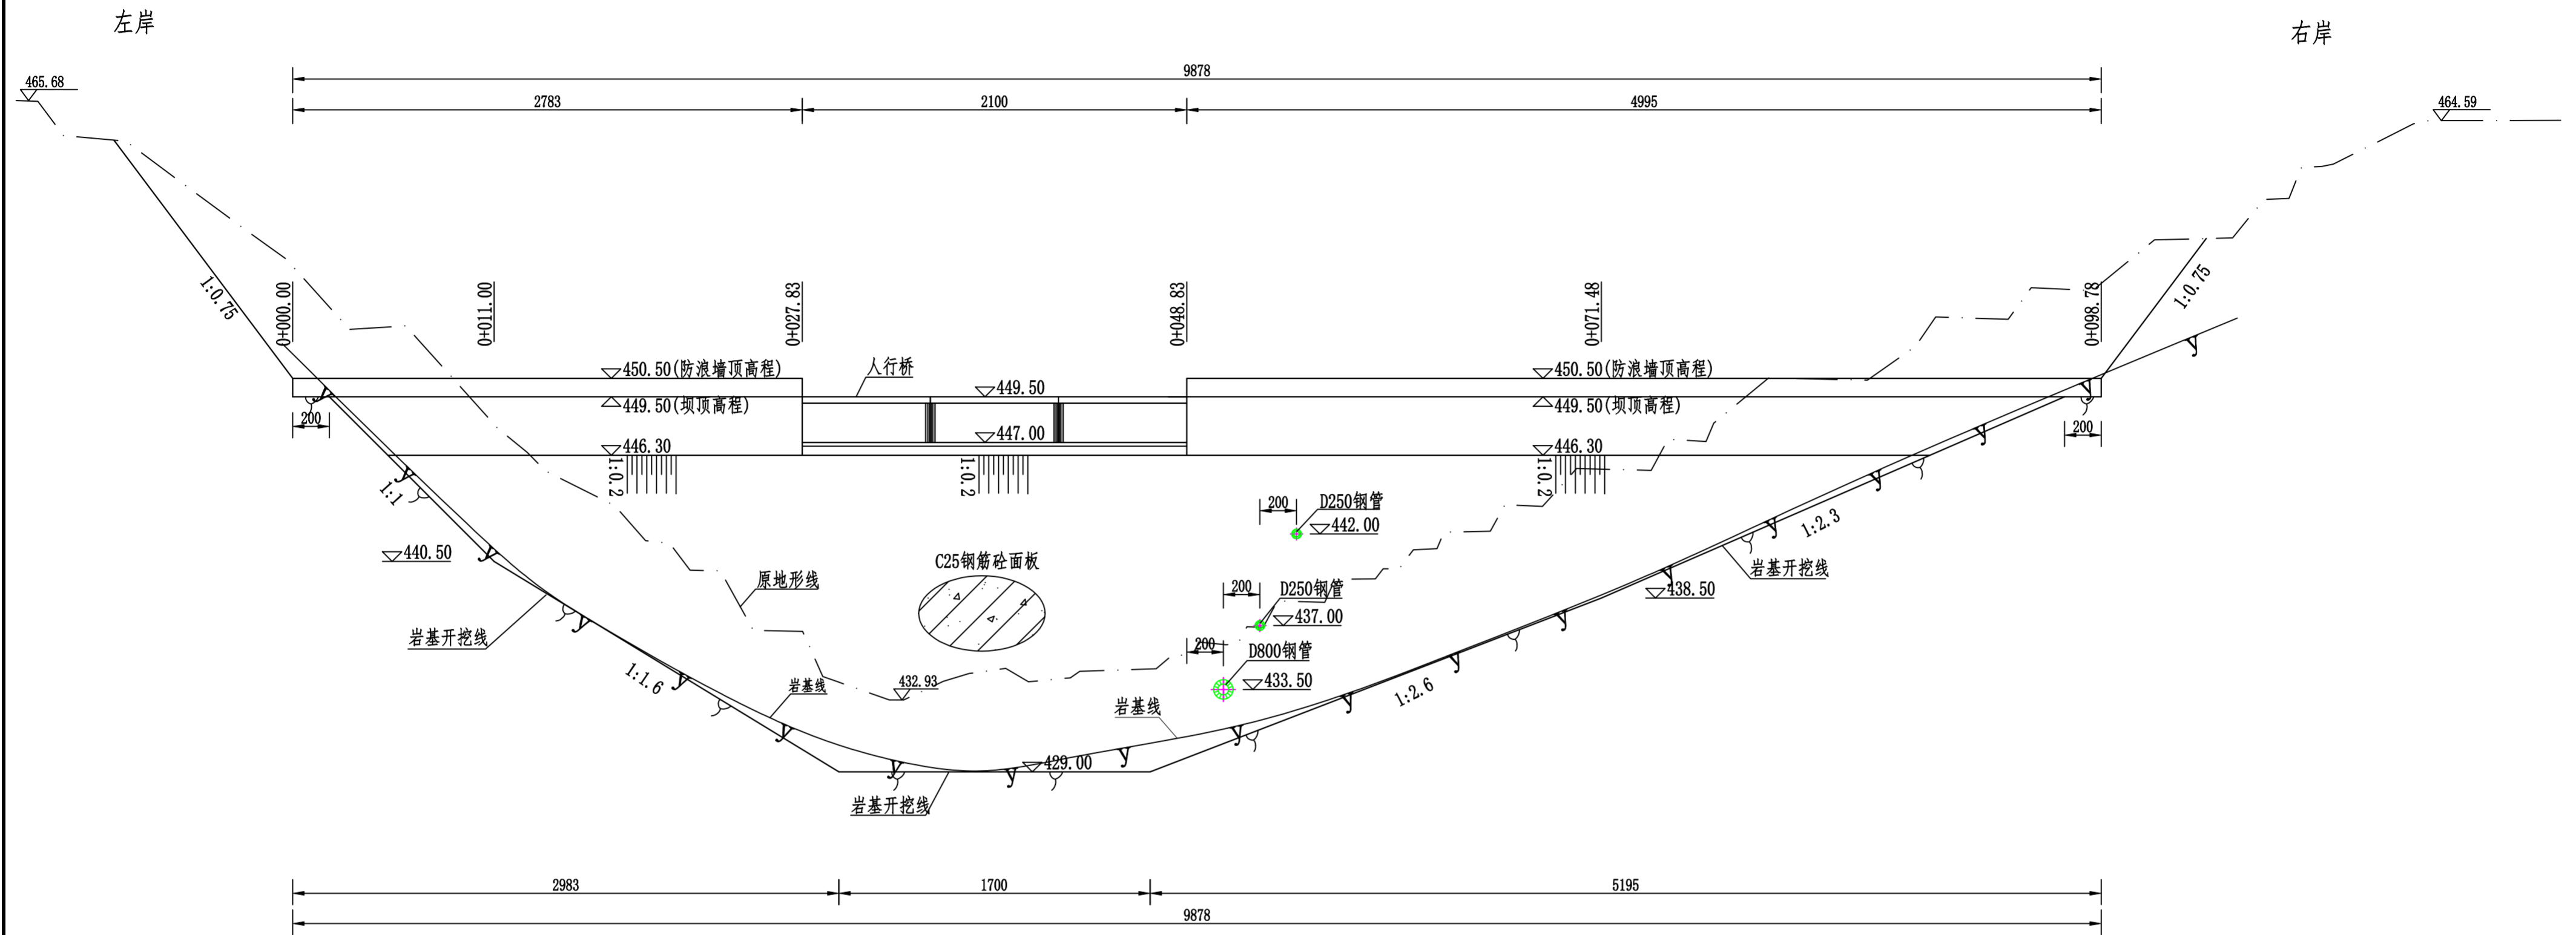 左岸
右岸
9878
465.68
2783
2100
4995
464.59
1:0.75
0+000.00
0+011.00
0+027.83
0+048.83
0+071.48
0+098.78
1:0.75
450.50(防浪墙顶高程)
人行桥
450.50(防浪墙顶高程)
449.50
449.50(坝顶高程)
449.50(坝顶高程)
200
200
447.00
446.30
446.30
1:0.2
1:0.2
1:0.2
1:1
200
D250钢管
442.00
1:2.3
440.50
C25钢筋砼面板
岩基开挖线
原地形线
200
D250钢管
438.50
437.00
岩基开挖线
200
D800钢管
1:1.6
岩基线
432.93
433.50
1:2.6
岩基线
429.00
岩基开挖线
2983
1700
5195
9878